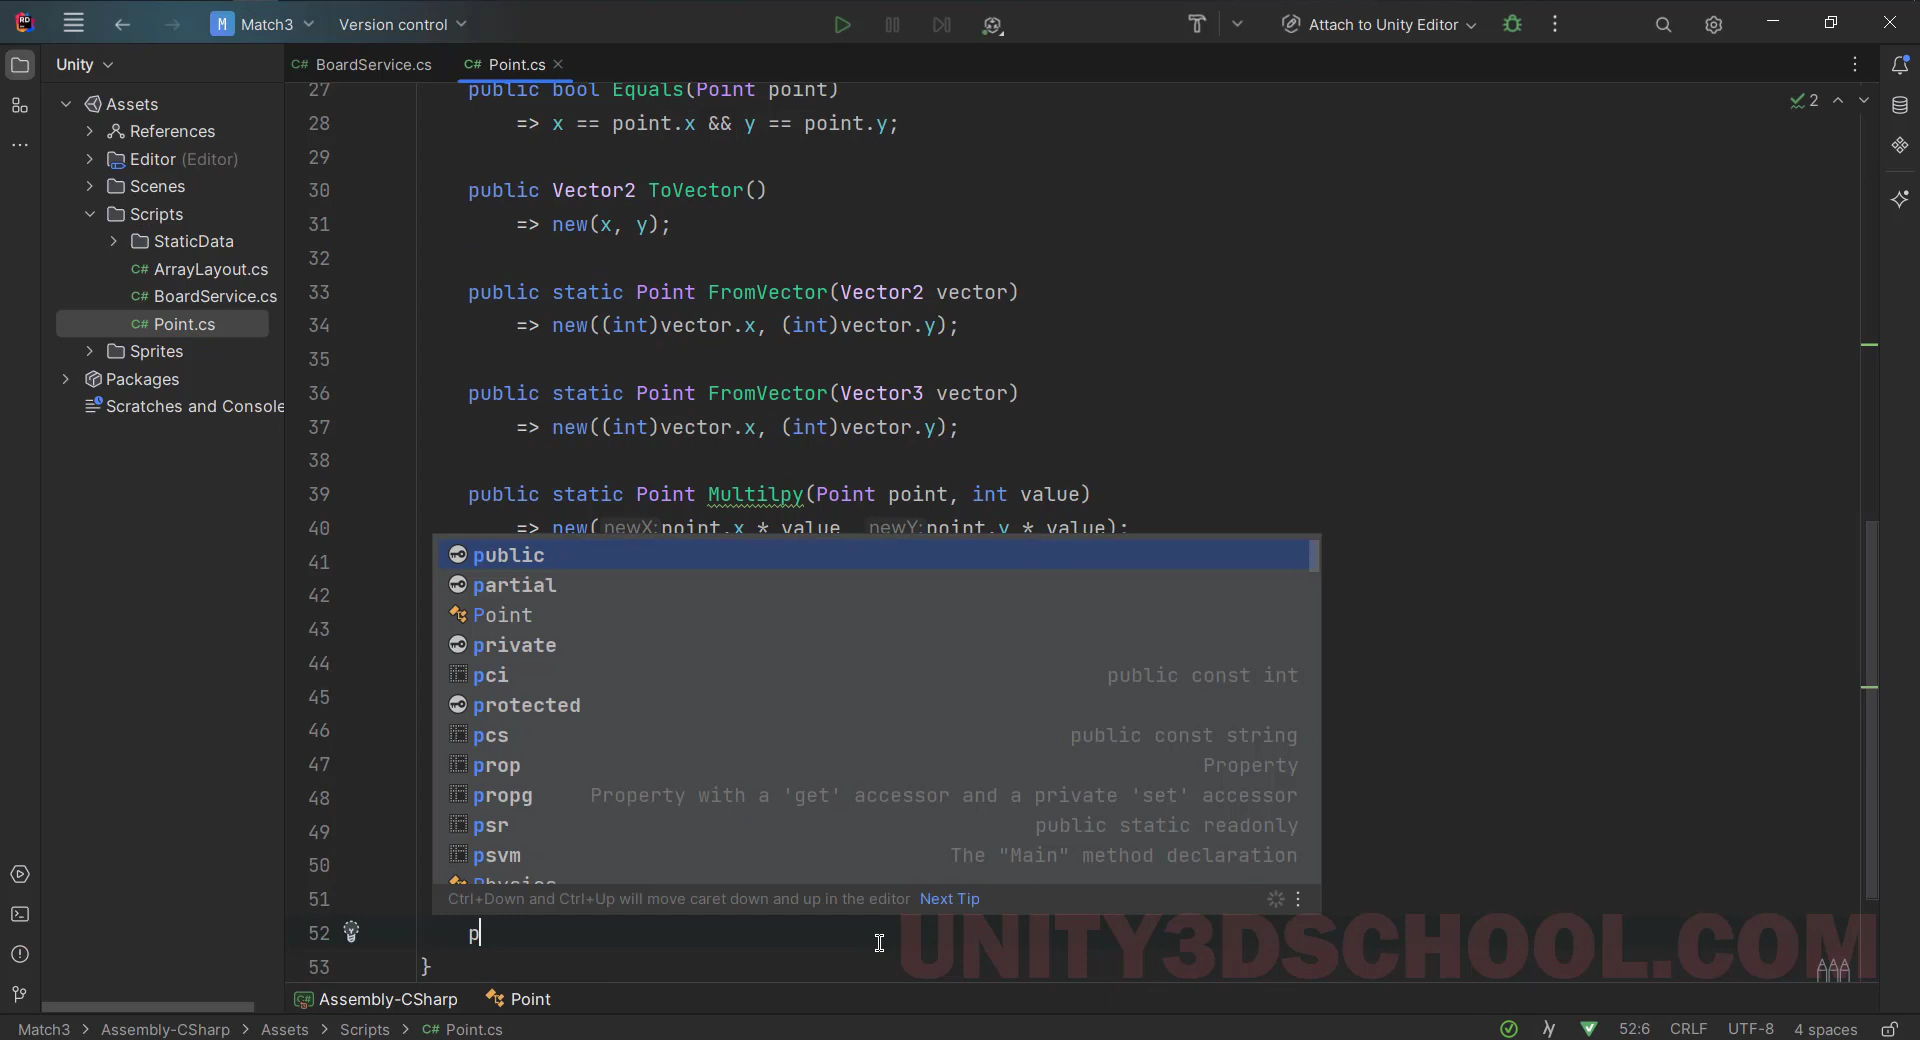 RD
M Match3
Version control
Attach to Unity Editor
Unity
C# BoardService.cs
C# Point.cs
Assets
References
Editor (Editor)
Scenes
Scripts
StaticData
C# ArrayLayout.cs
C# BoardService.cs
C# Point.cs
Sprites
Packages
Scratches and Console
2
27 public bool Equals(Point point)
28 => x == point.x && y == point.y;
29
30 public Vector2 ToVector()
31 => new(x, y);
32
33 public static Point FromVector(Vector2 vector)
34 => new((int)vector.x, (int)vector.y);
35
36 public static Point FromVector(Vector3 vector)
37 => new((int)vector.x, (int)vector.y);
38
39 public static Point Multilpy(Point point, int value)
40 => new(newX:point.x * value newY:point.y * value);
41
42
43
44
45
46
47
48
49
50
51
52 p
53 }
public
partial
Point
private
pci public const int
protected
pcs public const string
prop Property
propg Property with a 'get' accessor and a private 'set' accessor
psr public static readonly
psvm The "Main" method declaration
Physics
Ctrl+Down and Ctrl+Up will move caret down and up in the editor Next Tip
UNITY3DSCHOOL.COM
C# Assembly-CSharp Point
Match3 > Assembly-CSharp > Assets > Scripts > C# Point.cs
52:6 CRLF UTF-8 4 spaces